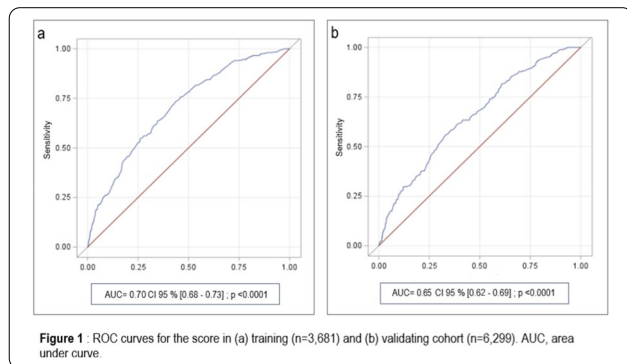 a
1.00
0.75
0.50
0.25
0.00
Sensitivity
0.00 0.25 0.50 0.75 1.00
AUC= 0.70 CI 95 % [0.68 - 0.73] ; p <0.0001
b
1.00
0.75
0.50
0.25
0.00
Sensitivity
0.00 0.25 0.50 0.75 1.00
AUC= 0.65 CI 95 % [0.62 - 0.69] ; p <0.0001
Figure 1 : ROC curves for the score in (a) training (n=3,681) and (b) validating cohort (n=6,299). AUC, area
under curve.